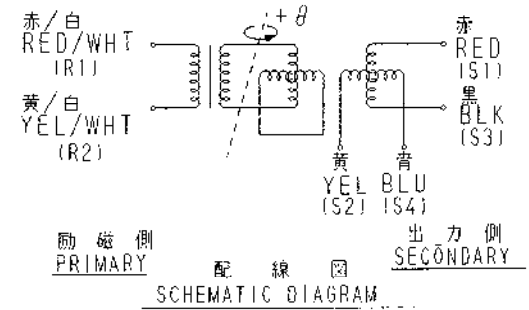 赤/白
RED/WHT
(R1)
黄/白
YEL/WHT
(R2)
+θ
赤
RED
(S1)
黒
BLK
(S3)
黄 青
YEL BLU
(S2) (S4)
励磁側
PRIMARY
出力側
SECONDARY
配線図
SCHEMATIC DIAGRAM